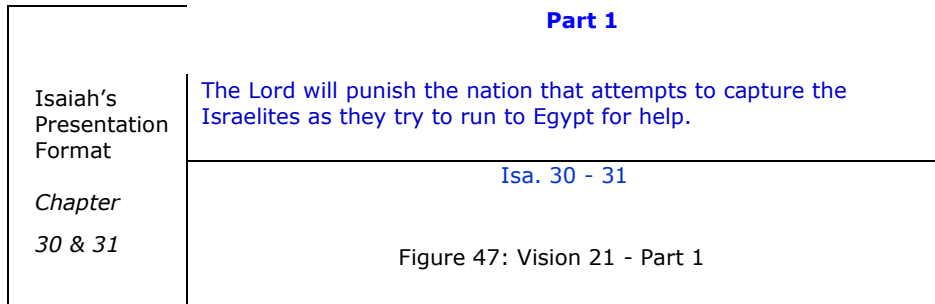 Part 1
Isaiah's
Presentation
Format
Chapter
30 & 31
The Lord will punish the nation that attempts to capture the
Israelites as they try to run to Egypt for help.
Isa. 30 - 31
Figure 47: Vision 21 - Part 1